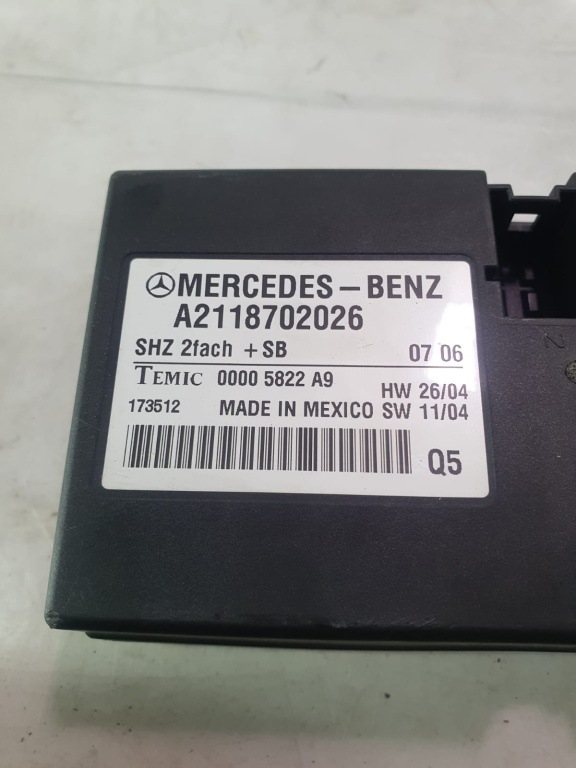 MERCEDES-BENZ
A2118702026
SHZ 2fach +SB 07 06
TEMIC 0000 5822 A9 HW 26/04
173512 MADE IN MEXICO SW 11/04
Q5
N